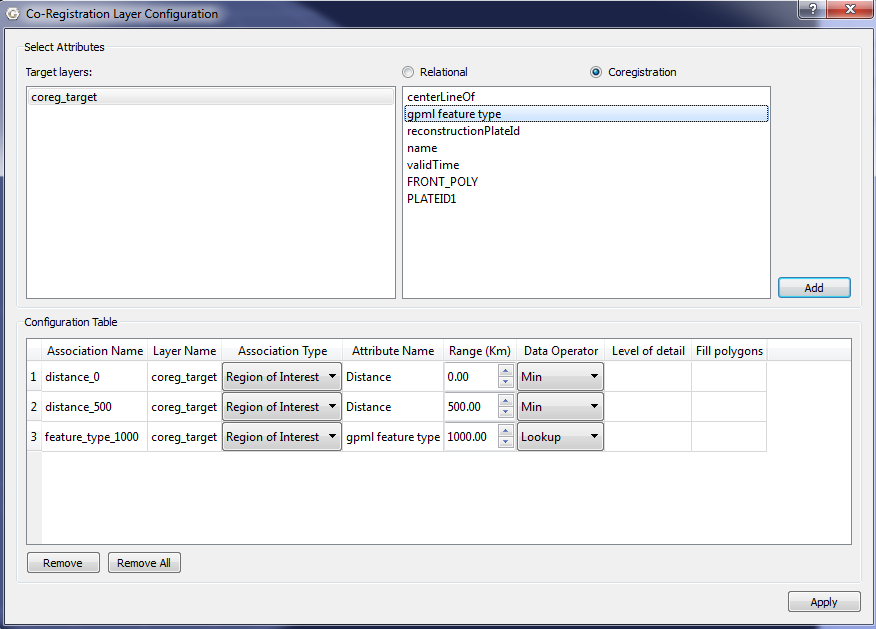 Co-Registration Layer Configuration
?
Select Attributes
Target layers:
Relational
Coregistration
coreg_target
centerLineOf
gpml feature type
reconstructionPlateId
name
validTime
FRONT_POLY
PLATEID1
Add
Configuration Table
Association Name Layer Name Association Type Attribute Name Range (Km) Data Operator Level of detail Fill polygons
1 distance_0 coreg_target Region of Interest Distance 0.00 Min
2 distance_500 coreg_target Region of Interest Distance 500.00 Min
3 feature_type_1000 coreg_target Region of Interest gpml feature type 1000.00 Lookup
Remove Remove All
Apply